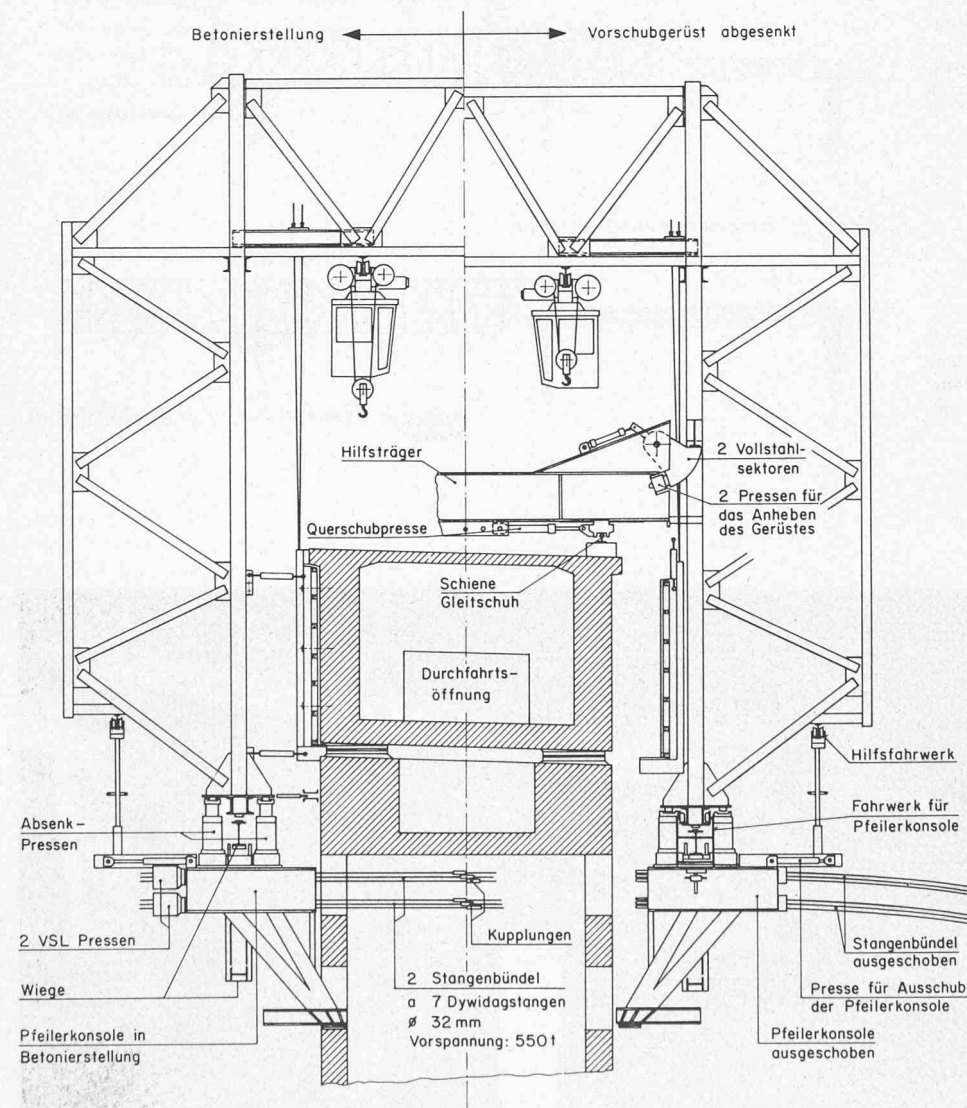 Betonierstellung
Vorschubgerüst abgesenkt
Hilfsträger
2 Vollstahl-
sektoren
2 Pressen für
das Anheben
des Gerüstes
Querschubpresse
Schiene
Gleitschuh
Durchfahrts-
öffnung
Hilfsfahrwerk
Absenk-
Pressen
Fahrwerk für
Pfeilerkonsole
2 VSL Pressen
Kupplungen
Stangenbündel
ausgeschoben
Wiege
2 Stangenbündel
a 7 Dywidagstangen
ø 32 mm
Vorspannung: 550 t
Presse für Ausschub
der Pfeilerkonsole
Pfeilerkonsole in
Betonierstellung
Pfeilerkonsole
ausgeschoben